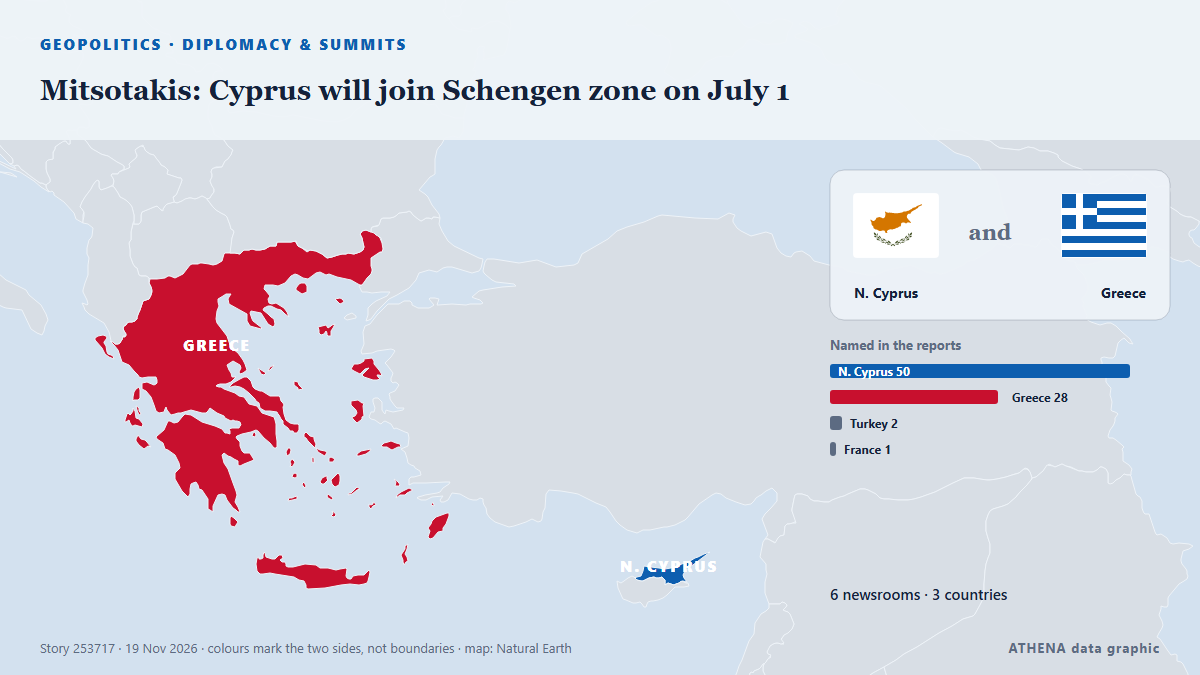 GEOPOLITICS · DIPLOMACY & SUMMITS
Mitsotakis: Cyprus will join Schengen zone on July 1
and
N. Cyprus
Greece
Named in the reports
N. Cyprus 50
Greece 28
Turkey 2
France 1
GREECE
N. CYPRUS
6 newsrooms · 3 countries
Story 253717 · 19 Nov 2026 · colours mark the two sides, not boundaries · map: Natural Earth
ATHENA data graphic